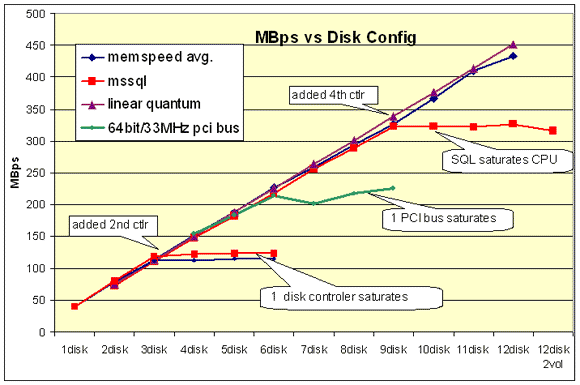 MBps vs Disk Config
500
450
400
350
300
250
200
150
100
50
0
MBps
memspeed avg.
mssql
linear quantum
64bit/33MHz pci bus
added 4th ctlr
SQL saturates CPU
1 PCI bus saturates
added 2nd ctlr
1 disk controler saturates
1disk 2disk 3disk 4disk 5disk 6disk 7disk 8disk 9disk 10disk 11disk 12disk 12disk
2vol